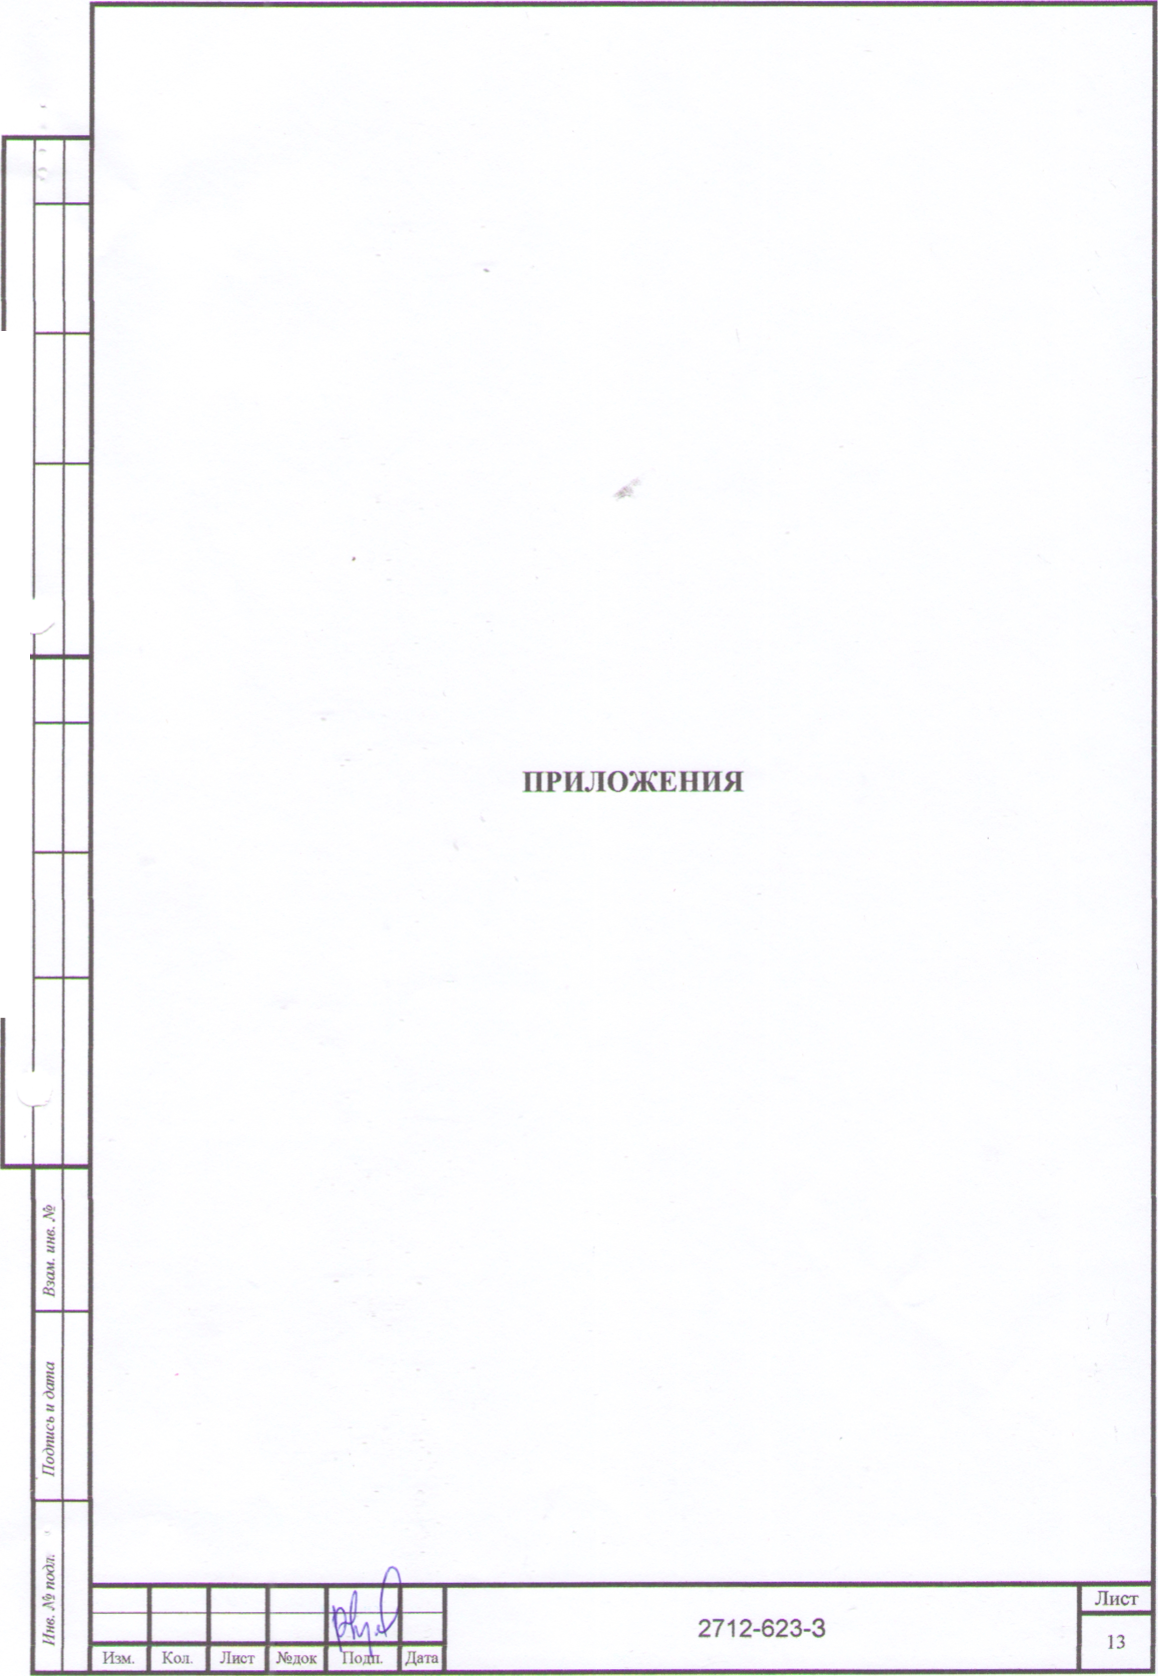 ПРИЛОЖЕНИЯ
Взам. инв. №
Подпись и дата
Инв. № подл.
Изм. Кол. Лист №док Подп. Дата
2712-623-3
Лист
13